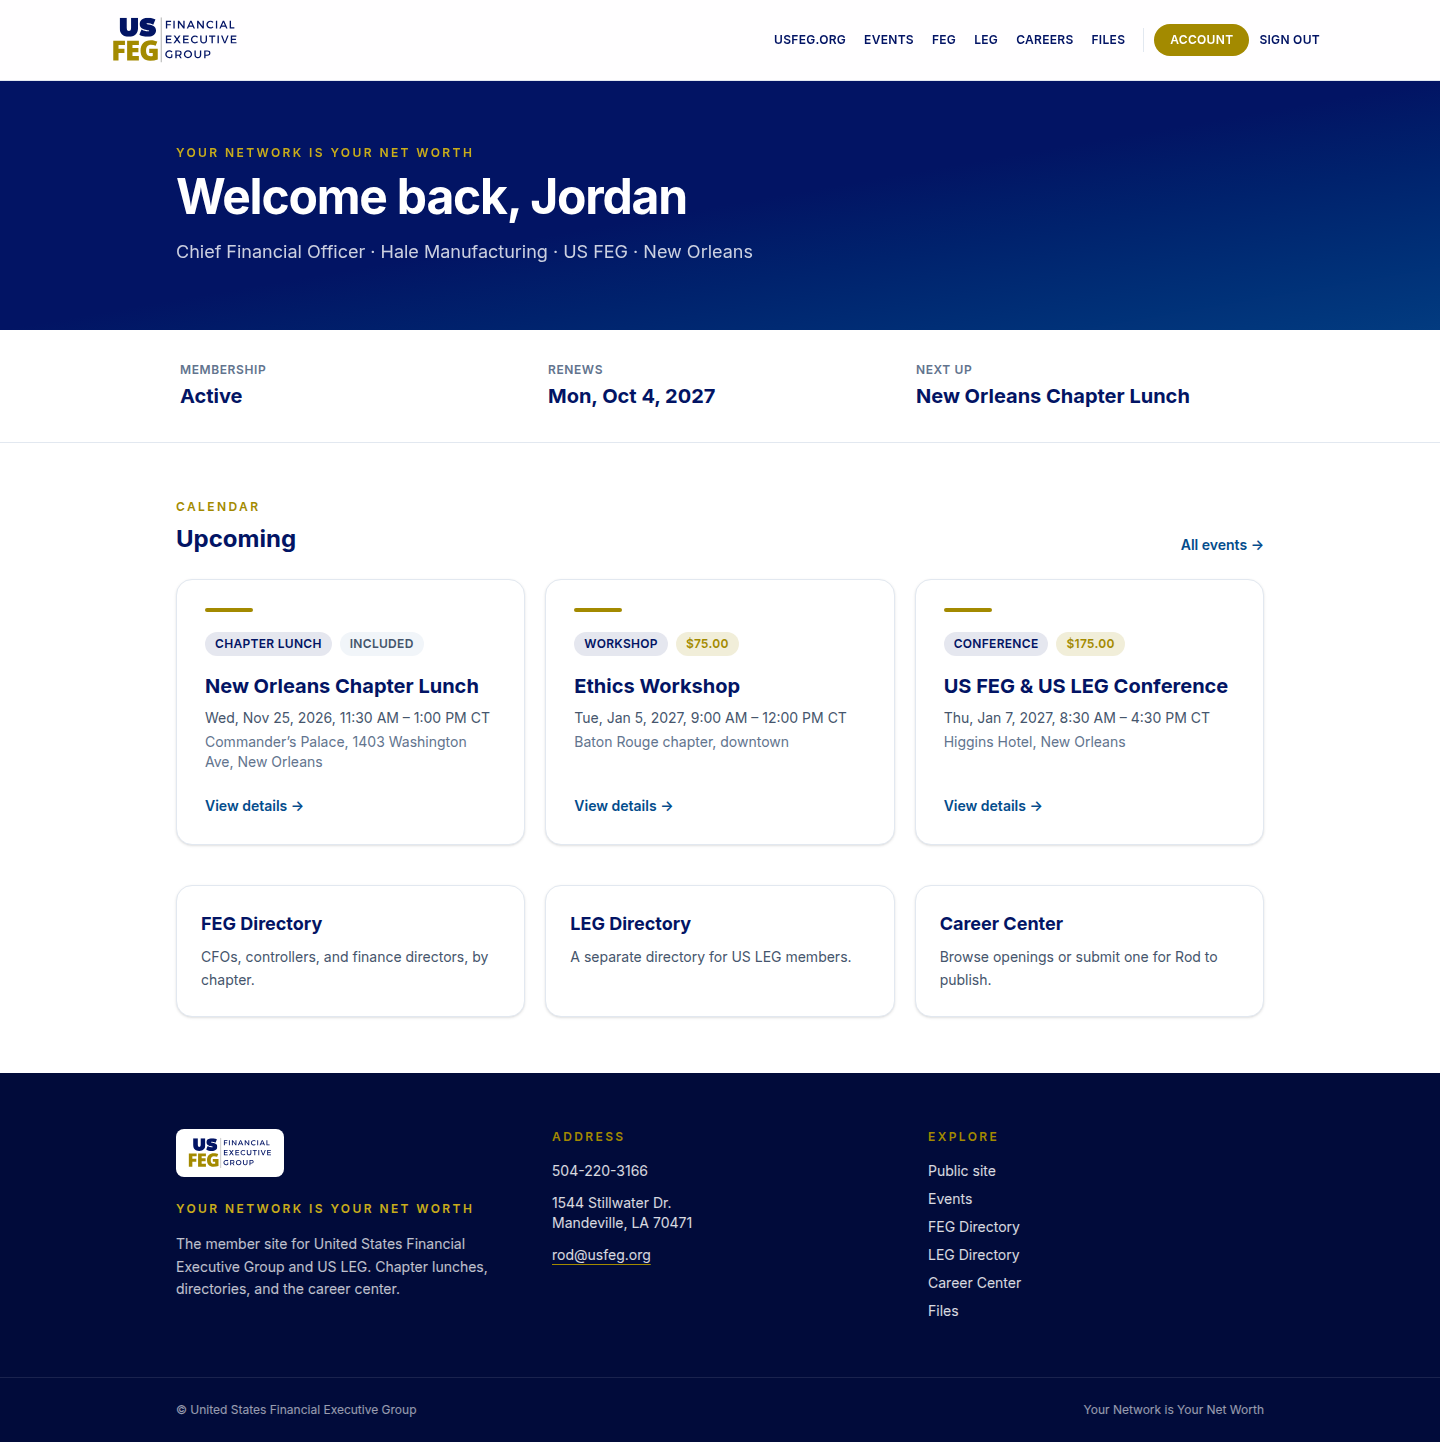 US FINANCIAL
FEG EXECUTIVE
GROUP
USFEG.ORG EVENTS FEG LEG CAREERS FILES ACCOUNT SIGN OUT
YOUR NETWORK IS YOUR NET WORTH
Welcome back, Jordan
Chief Financial Officer · Hale Manufacturing · US FEG · New Orleans
MEMBERSHIP
Active
RENEWS
Mon, Oct 4, 2027
NEXT UP
New Orleans Chapter Lunch
CALENDAR
Upcoming
All events →
CHAPTER LUNCH INCLUDED
New Orleans Chapter Lunch
Wed, Nov 25, 2026, 11:30 AM – 1:00 PM CT
Commander’s Palace, 1403 Washington
Ave, New Orleans
View details →
WORKSHOP $75.00
Ethics Workshop
Tue, Jan 5, 2027, 9:00 AM – 12:00 PM CT
Baton Rouge chapter, downtown
View details →
CONFERENCE $175.00
US FEG & US LEG Conference
Thu, Jan 7, 2027, 8:30 AM – 4:30 PM CT
Higgins Hotel, New Orleans
View details →
FEG Directory
CFOs, controllers, and finance directors, by
chapter.
LEG Directory
A separate directory for US LEG members.
Career Center
Browse openings or submit one for Rod to
publish.
US FINANCIAL
FEG EXECUTIVE
GROUP
YOUR NETWORK IS YOUR NET WORTH
The member site for United States Financial
Executive Group and US LEG. Chapter lunches,
directories, and the career center.
ADDRESS
504-220-3166
1544 Stillwater Dr.
Mandeville, LA 70471
rod@usfeg.org
EXPLORE
Public site
Events
FEG Directory
LEG Directory
Career Center
Files
© United States Financial Executive Group
Your Network is Your Net Worth